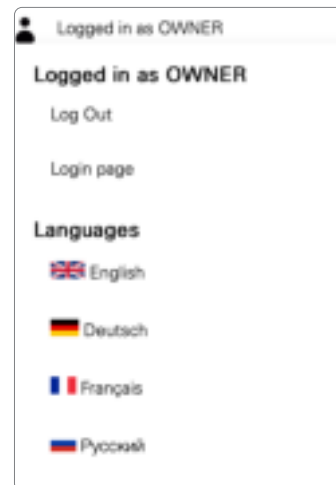 Logged in as OWNER
Logged in as OWNER
Log Out
Login page
Languages
English
Deutsch
Français
Русский